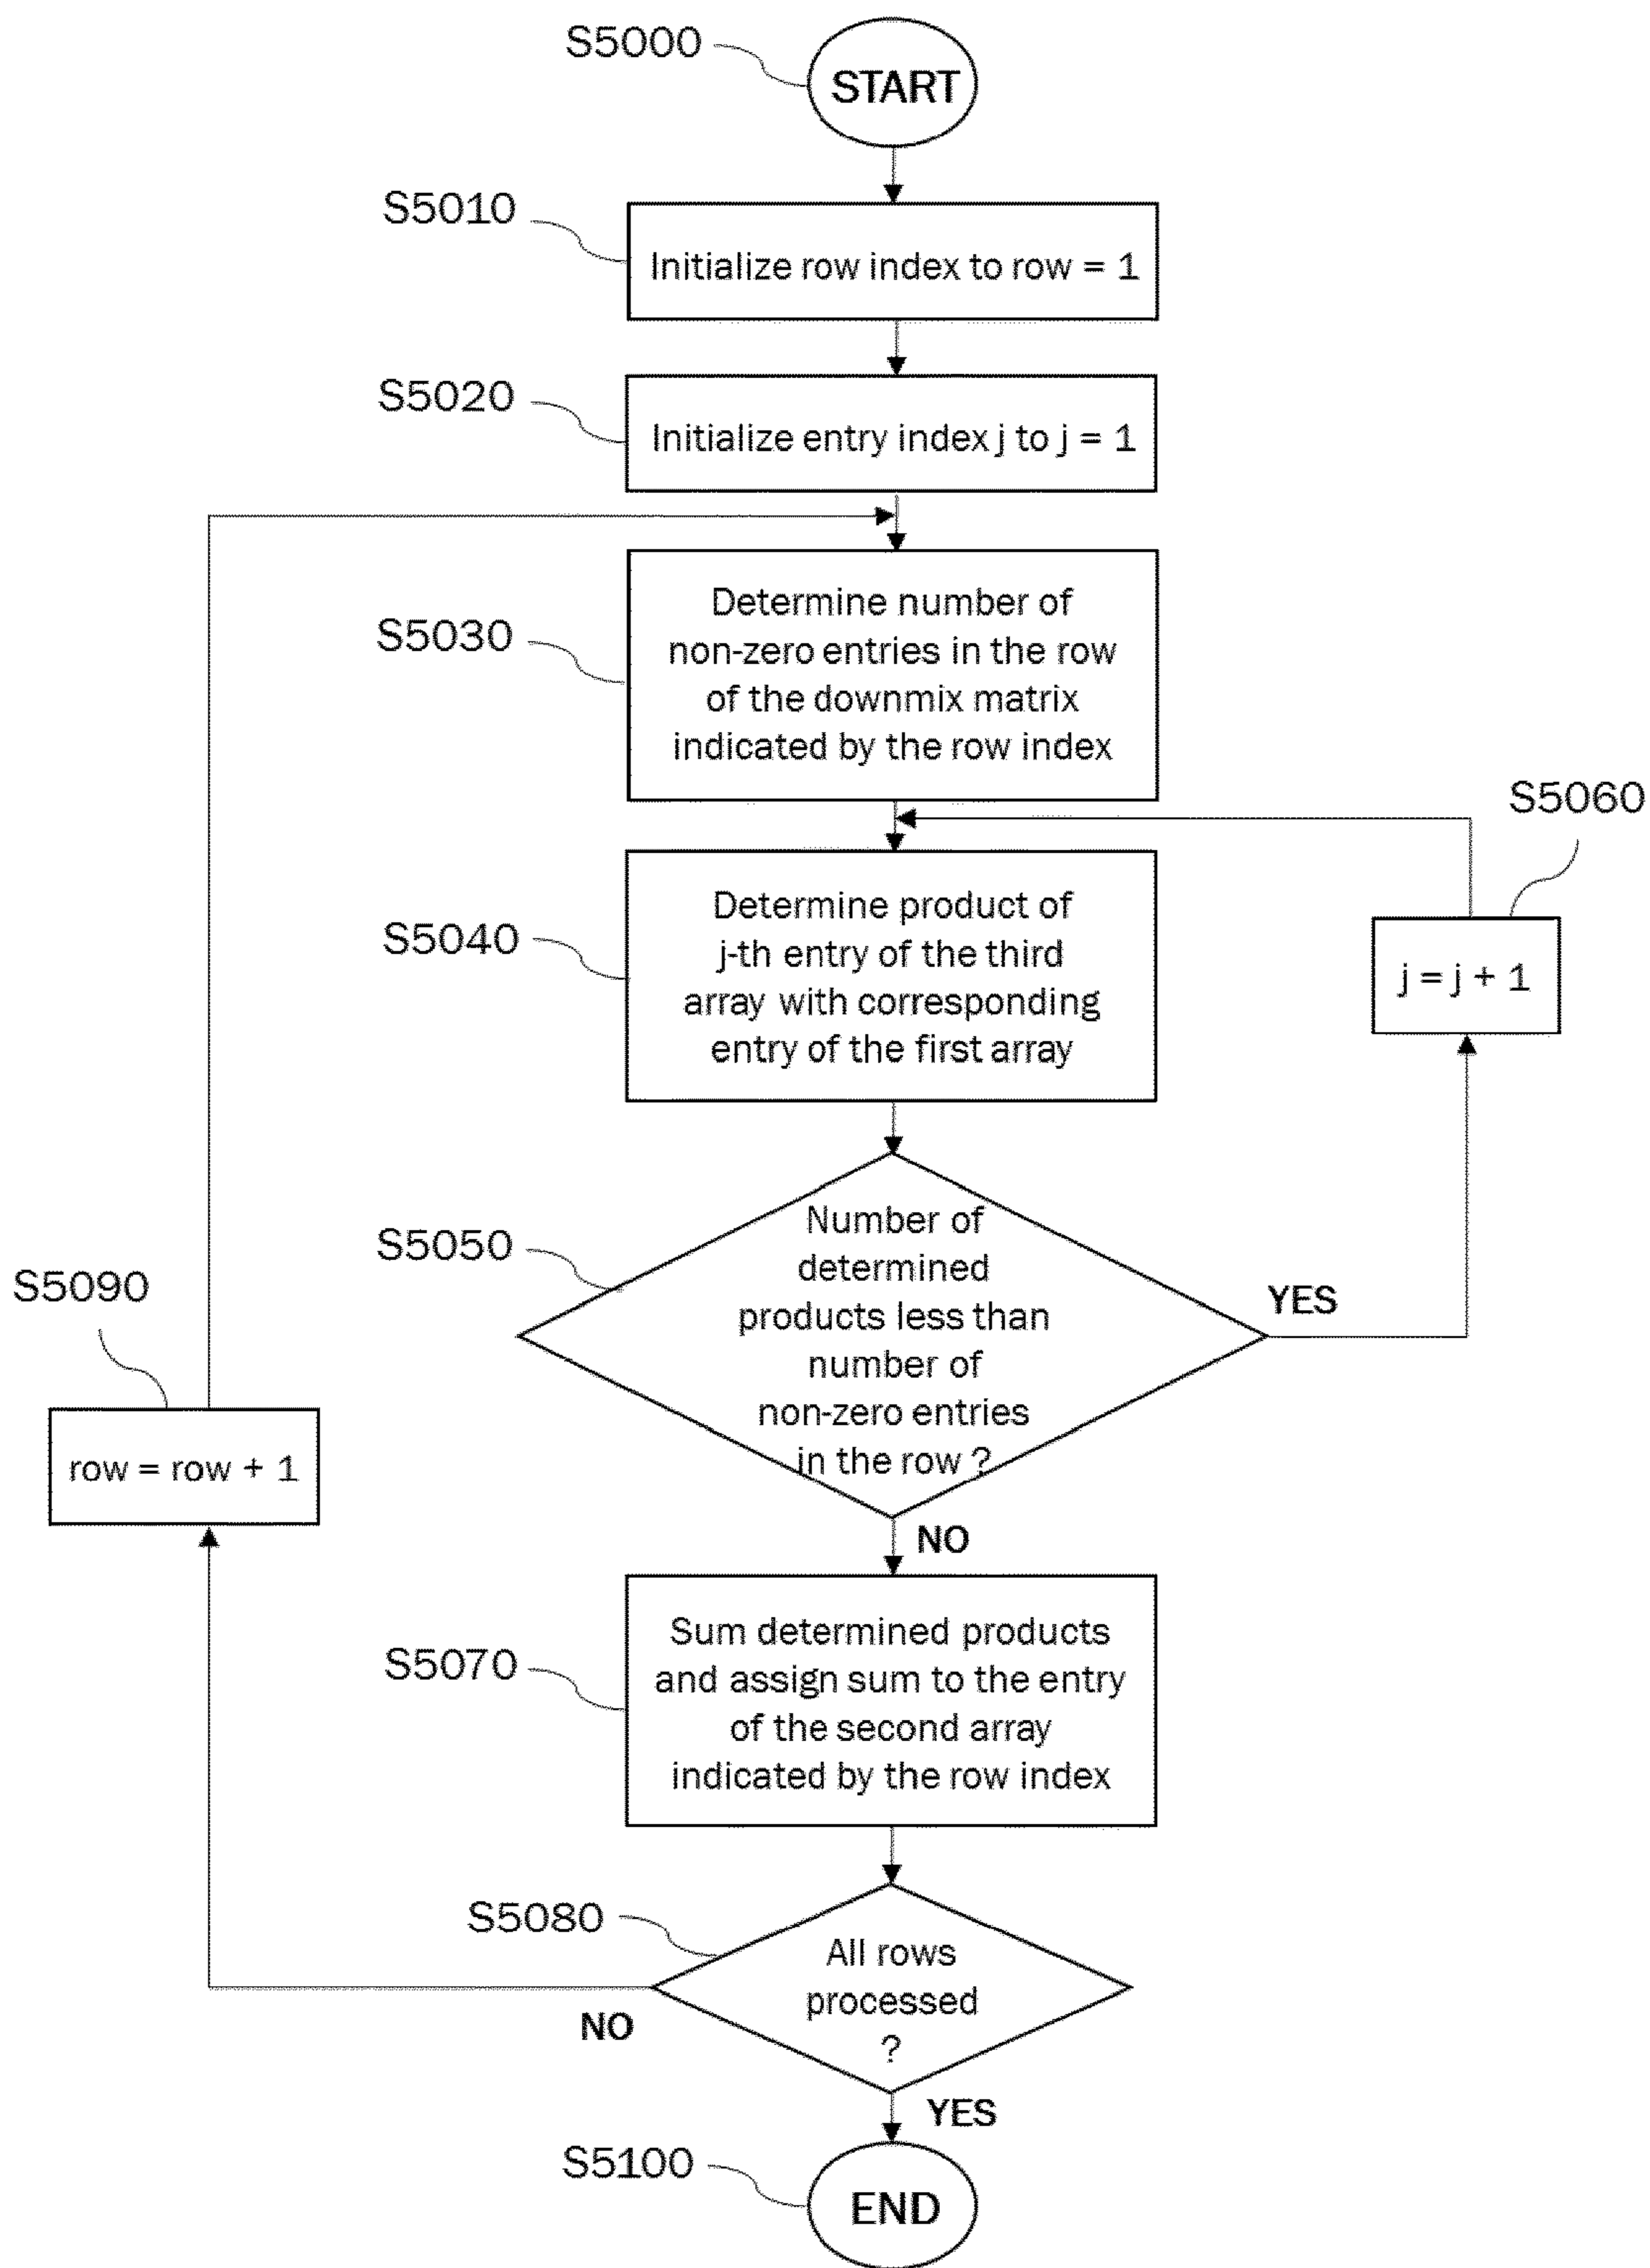 S5000
START
S5010
Initialize row index to row = 1
S5020
Initialize entry index j to j = 1
S5030
Determine number of
non-zero entries in the row
of the downmix matrix
indicated by the row index
S5060
S5040
Determine product of
j-th entry of the third
array with corresponding
entry of the first array
j = j + 1
S5050
Number of
determined
products less than
number of
non-zero entries
in the row ?
YES
S5090
row = row + 1
NO
S5070
Sum determined products
and assign sum to the entry
of the second array
indicated by the row index
S5080
All rows
processed
?
NO
YES
S5100
END